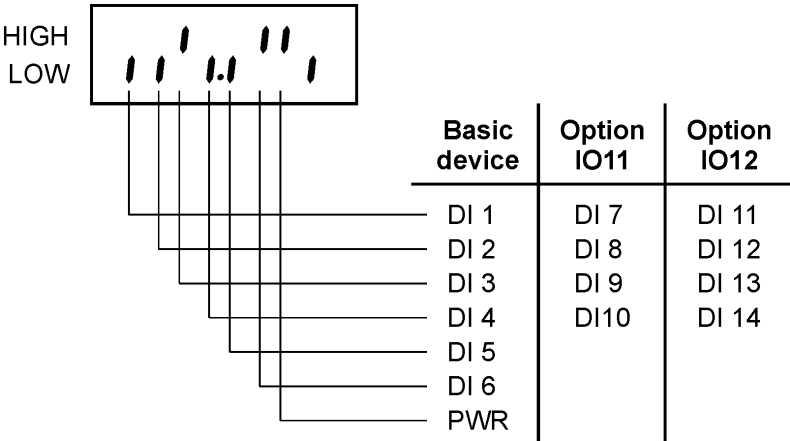 HIGH
LOW
Basic device Option IO11 Option IO12
DI 1 DI 7 DI 11
DI 2 DI 8 DI 12
DI 3 DI 9 DI 13
DI 4 DI10 DI 14
DI 5
DI 6
PWR